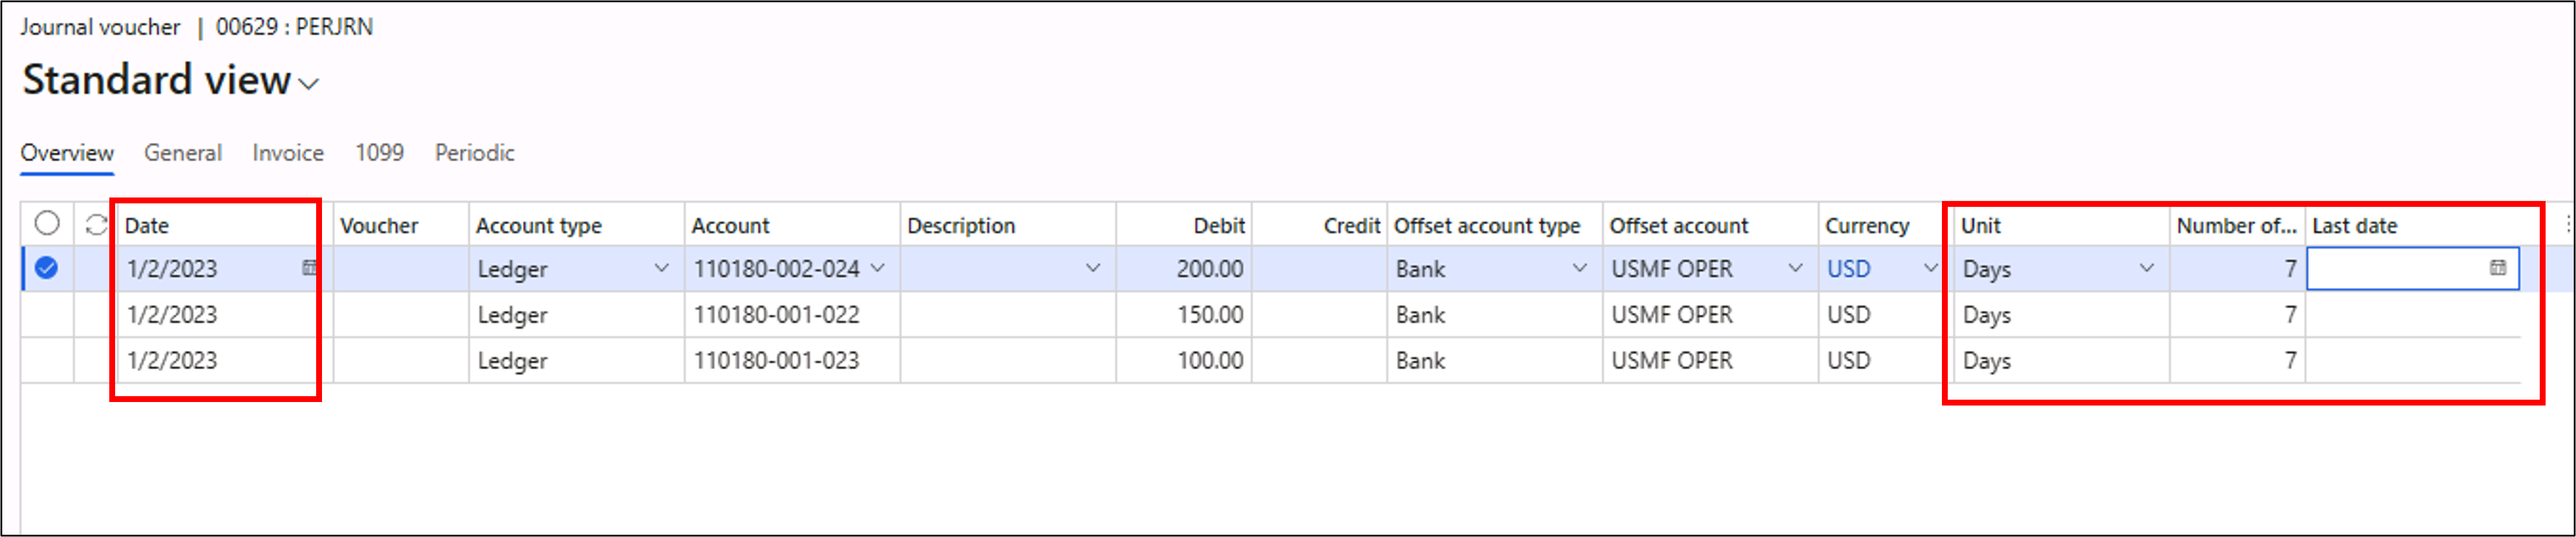 Journal voucher | 00629 : PERJRN
Standard view
Overview General Invoice 1099 Periodic
Date Voucher Account type Account Description Debit Credit Offset account type Offset account Currency Unit Number of... Last date
1/2/2023 Ledger 110180-002-024 200.00 Bank USMF OPER USD Days 7
1/2/2023 Ledger 110180-001-022 150.00 Bank USMF OPER USD Days 7
1/2/2023 Ledger 110180-001-023 100.00 Bank USMF OPER USD Days 7